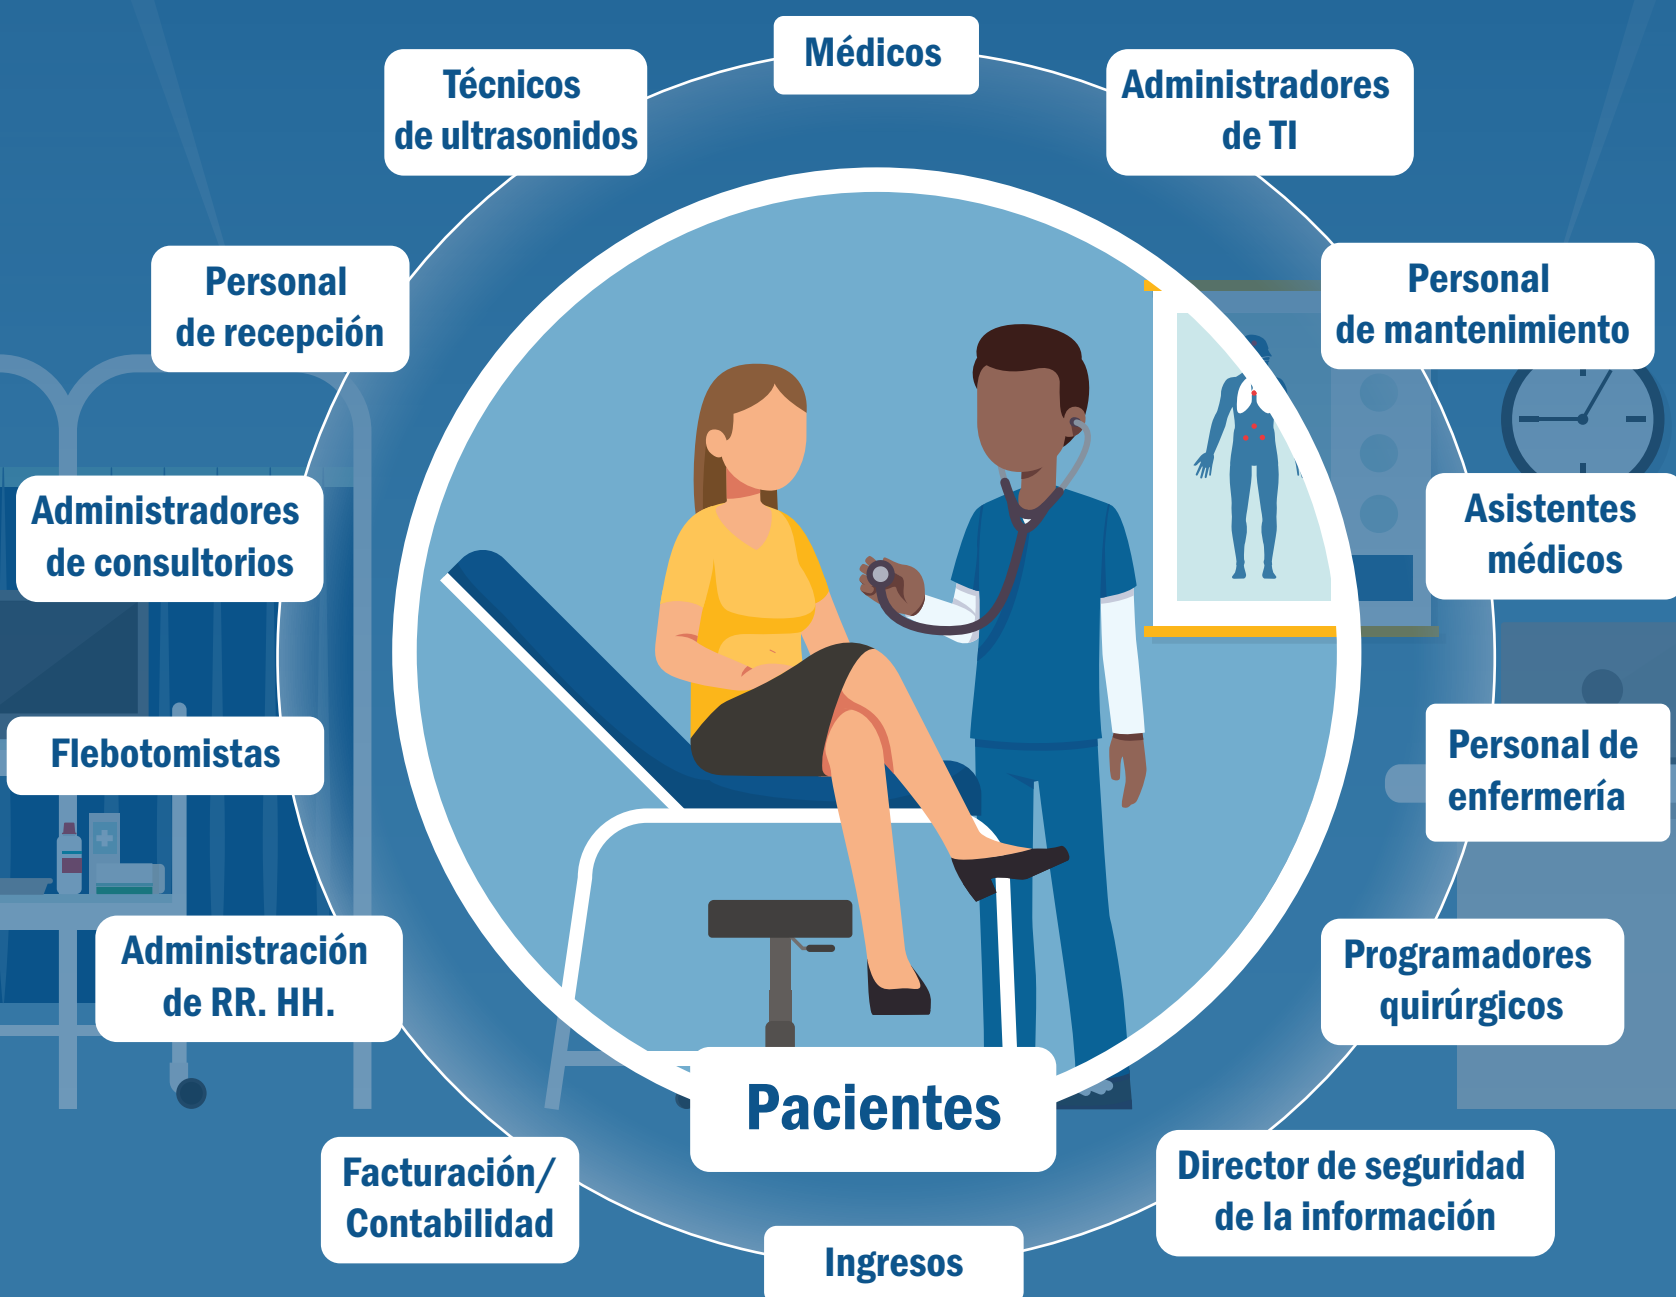 Médicos
Técnicos
de ultrasonidos
Administradores
de TI
Personal
de recepción
Personal
de mantenimiento
Administradores
de consultorios
Asistentes
médicos
Flebotomistas
Personal de
enfermería
Administración
de RR. HH.
Programadores
quirúrgicos
Pacientes
Facturación/
Contabilidad
Director de seguridad
de la información
Ingresos